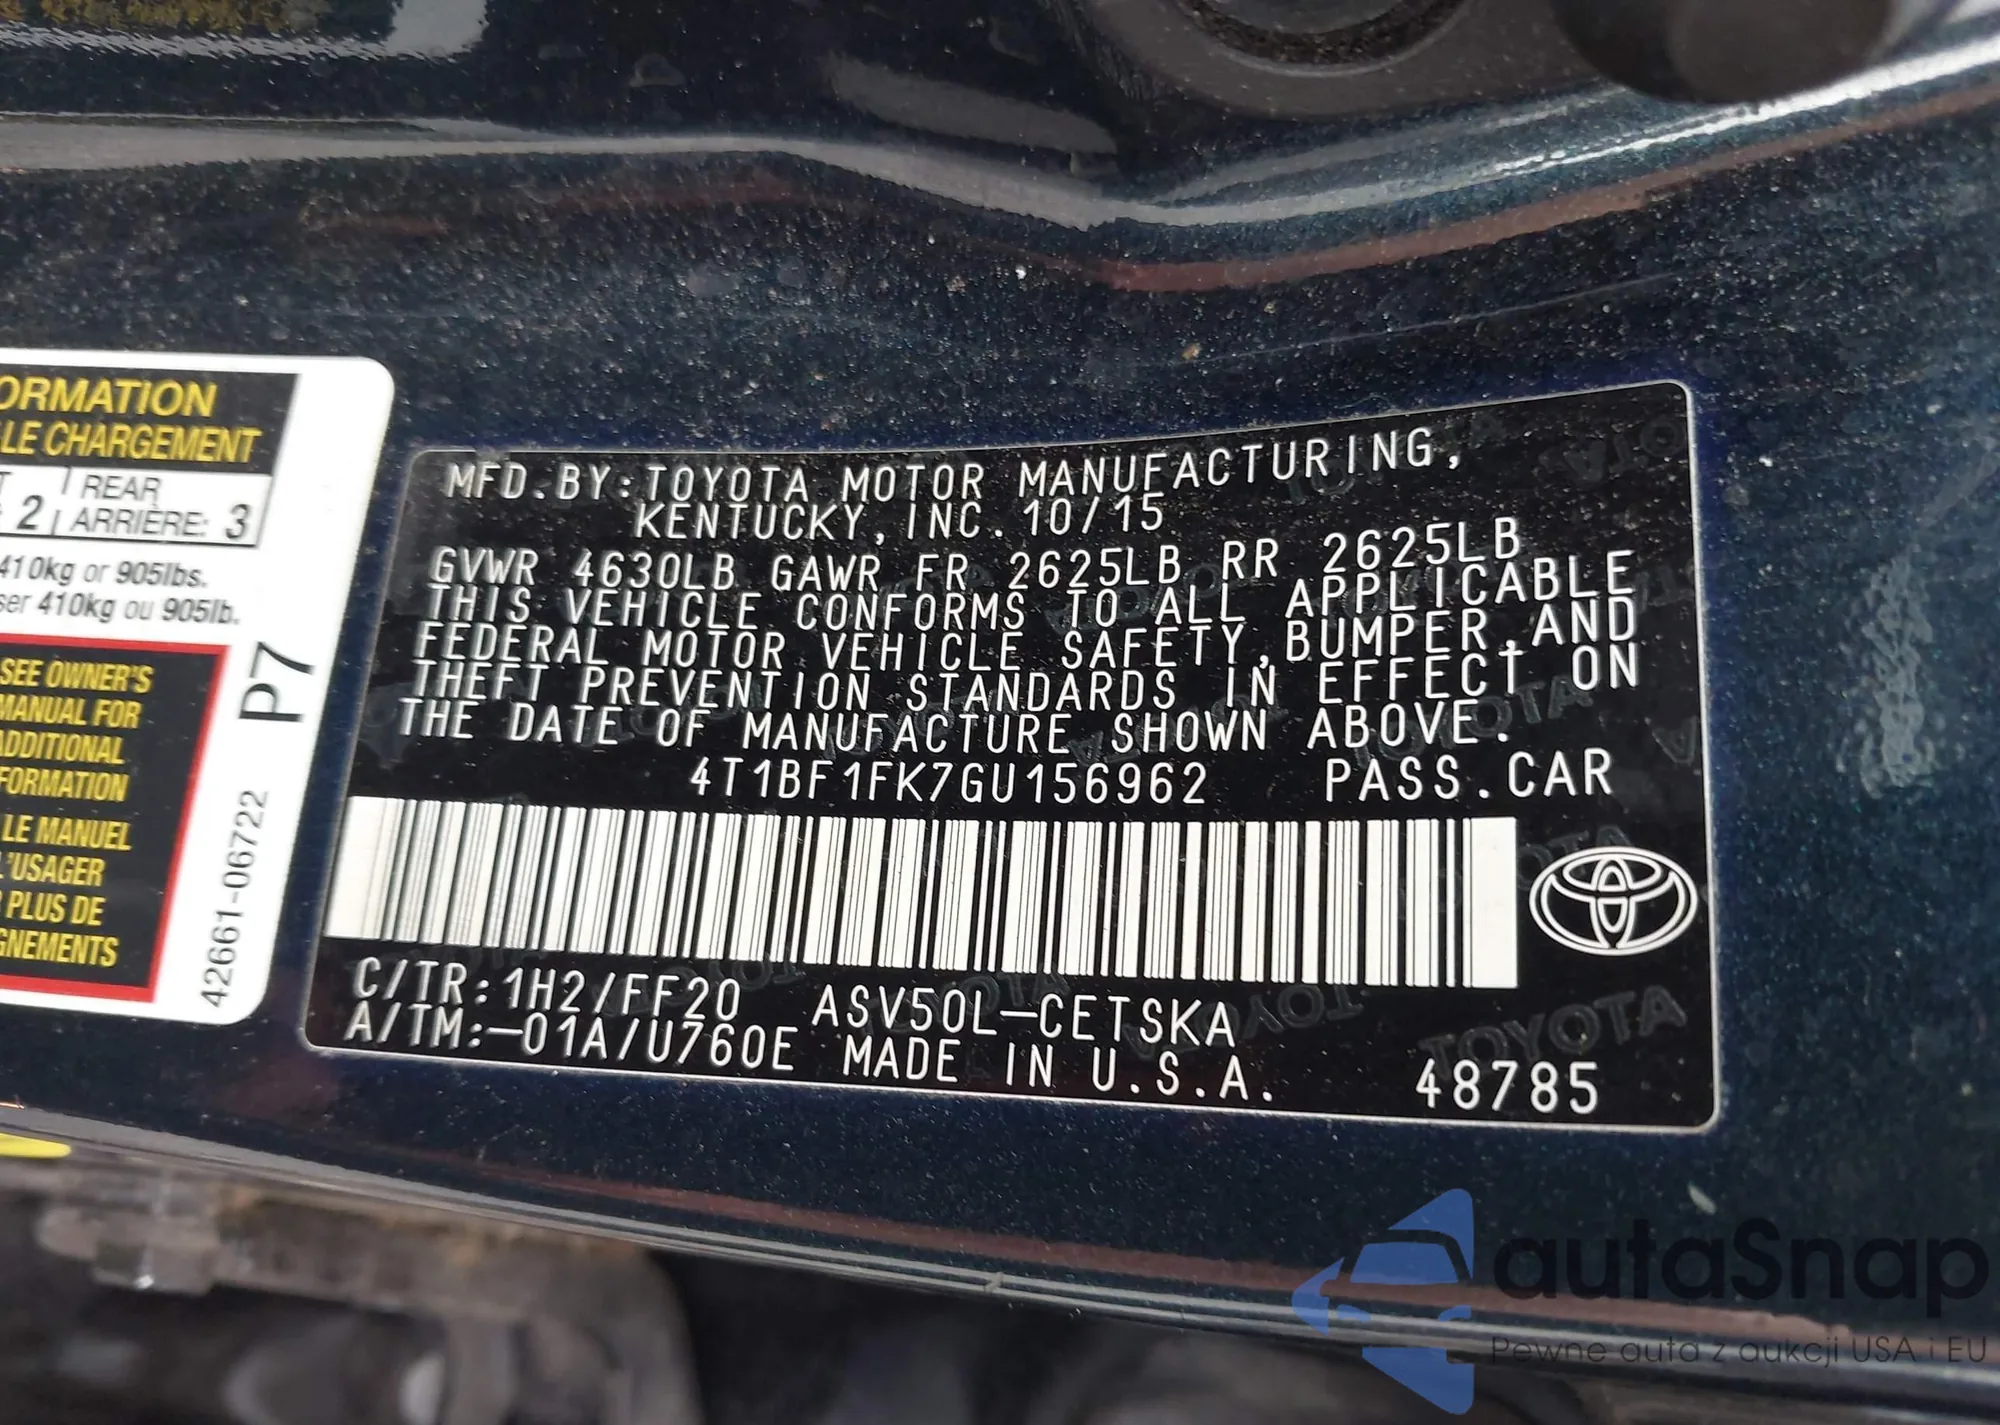 ORMATION
LE CHARGEMENT
T | REAR
: 2 | ARRIÈRE: 3
410kg or 905lbs.
ser 410kg ou 905lb.
SEE OWNER'S
MANUAL FOR
ADDITIONAL
FORMATION
LE MANUEL
L'USAGER
PLUS DE
GNEMENTS
P7
42661-06722
MFD.BY:TOYOTA MOTOR MANUFACTURING,
KENTUCKY,INC.10/15
GVWR 4630LB GAWR FR 2625LB RR 2625LB
THIS VEHICLE CONFORMS TO ALL APPLICABLE
FEDERAL MOTOR VEHICLE SAFETY,BUMPER,AND
THEFT PREVENTION STANDARDS IN EFFECT ON
THE DATE OF MANUFACTURE SHOWN ABOVE.
4T1BF1FK7GU156962 PASS.CAR
C/TR:1H2/FF20 ASV50L-CETSKA
A/TM:-01A/U760E MADE IN U.S.A. 48785
autaSnap
Pewne auta z aukcji USA i EU